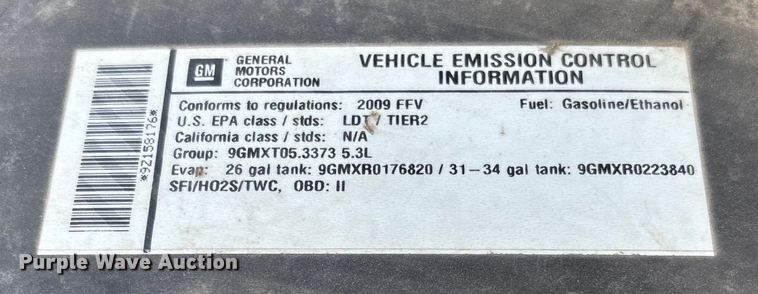 GM
GENERAL MOTORS CORPORATION
VEHICLE EMISSION CONTROL INFORMATION
Conforms to regulations: 2009 FFV Fuel: Gasoline/Ethanol
U.S. EPA class / stds: / TIER2
California class / stds: N/A
Group: 9GMXT05.3373 5.3L
Evap: 26 gal tank: 9GMXR0176820 / 31-34 gal tank: 9GMXR0223840
SFI/HO2S/TWC, OBD: II
*9Z158176*
Purple Wave Auction